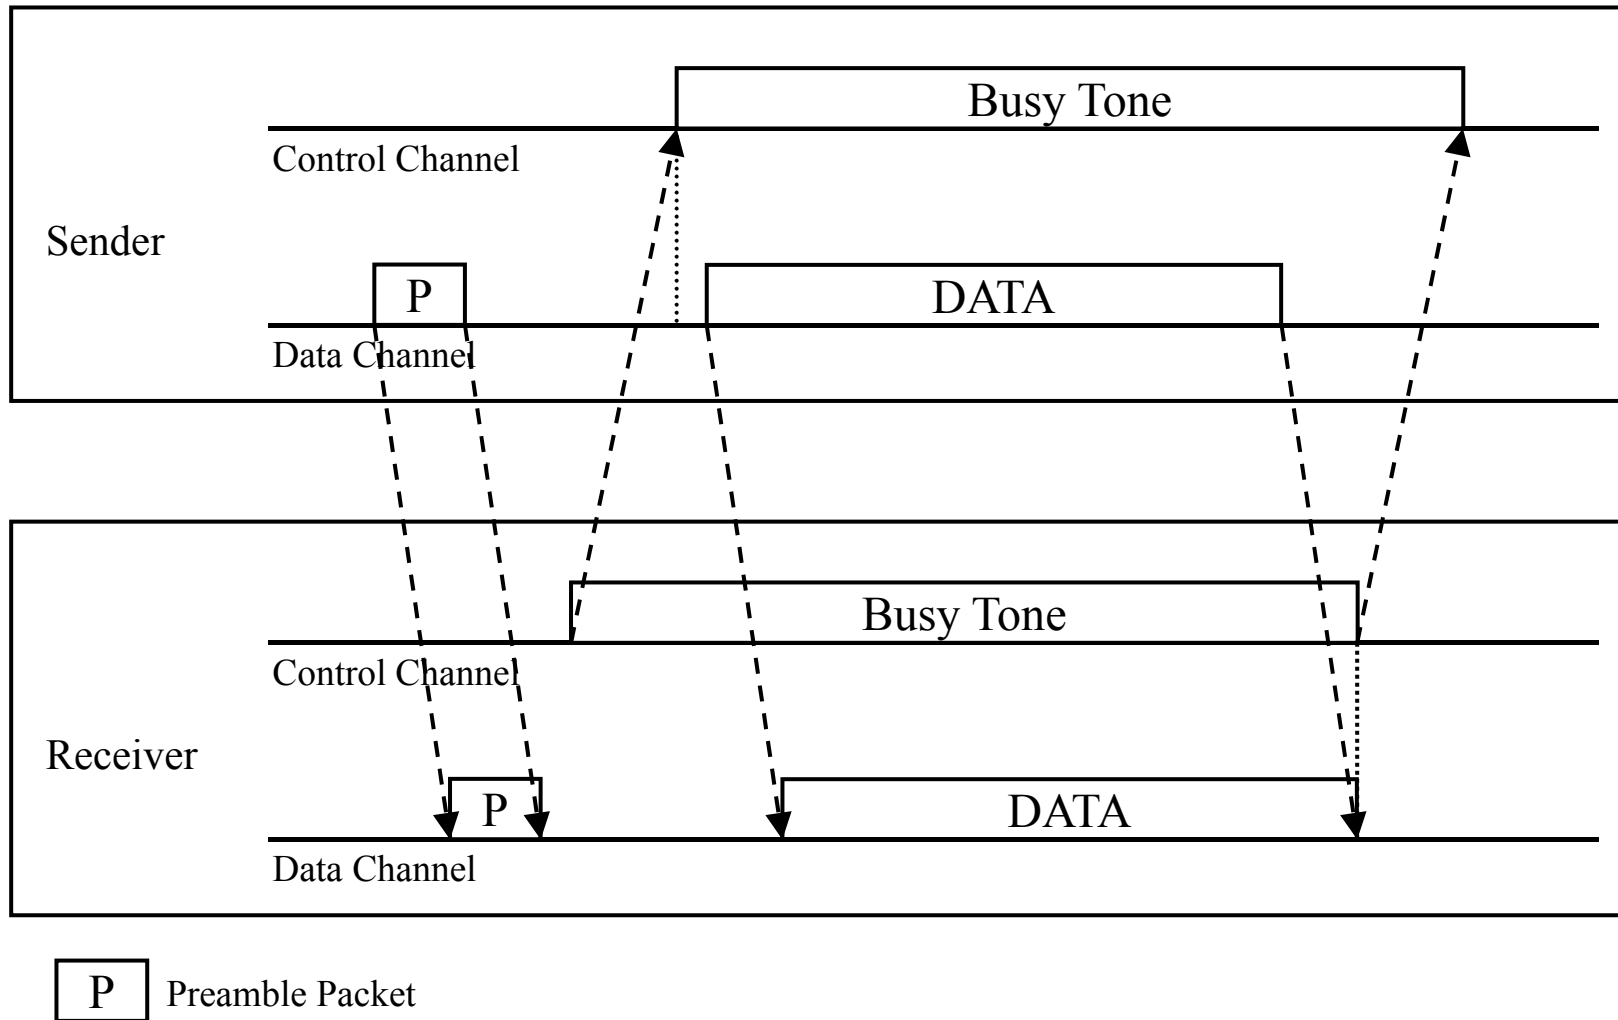 Busy Tone
Control Channel
Sender
P
DATA
Data Channel
Busy Tone
Control Channel
Receiver
P
DATA
Data Channel
P
Preamble Packet